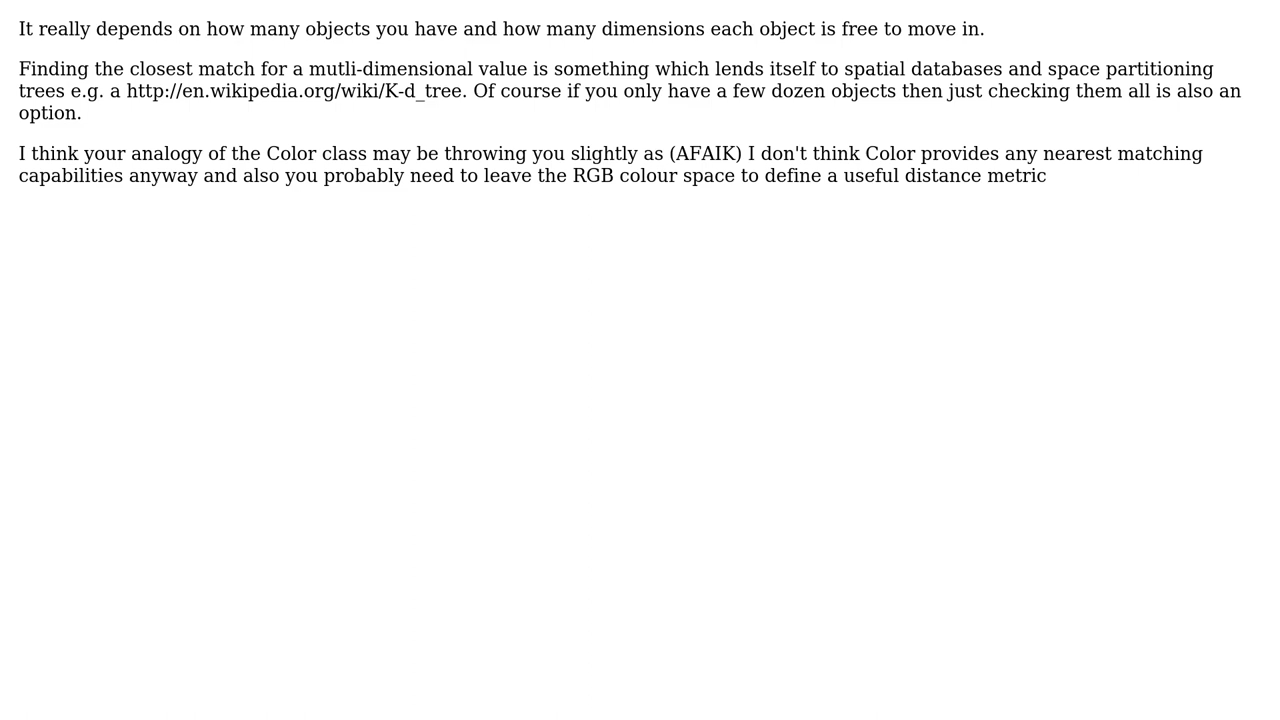 It really depends on how many objects you have and how many dimensions each object is free to move in.
Finding the closest match for a mutli-dimensional value is something which lends itself to spatial databases and space partitioning
trees e.g. a http://en.wikipedia.org/wiki/K-d_tree. Of course if you only have a few dozen objects then just checking them all is also an
option.
I think your analogy of the Color class may be throwing you slightly as (AFAIK) I don't think Color provides any nearest matching
capabilities anyway and also you probably need to leave the RGB colour space to define a useful distance metric